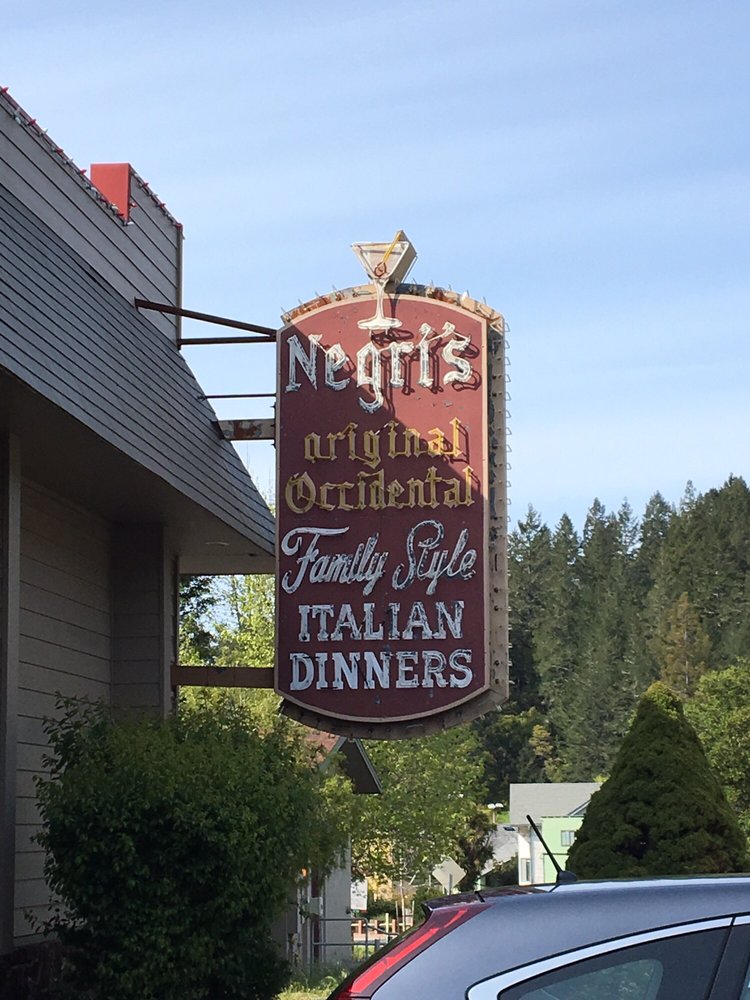 Negri's
original
Occidental
Family Style
ITALIAN
DINNERS